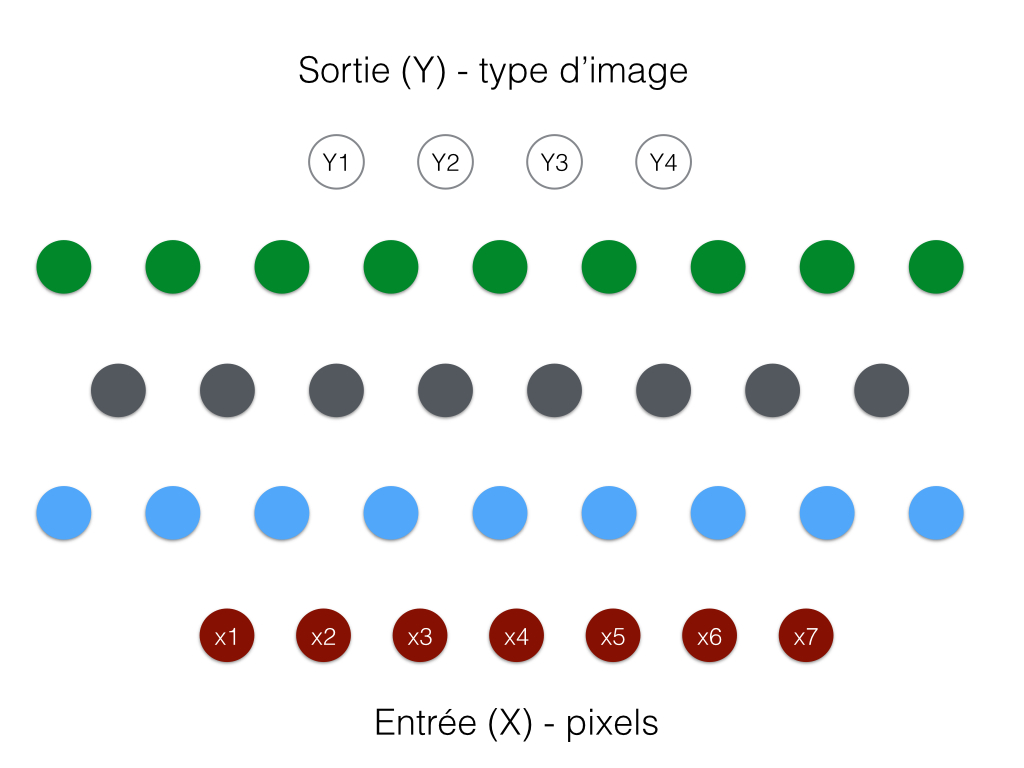 Sortie (Y) - type d’image
Y1 Y2 Y3 Y4
x1 x2 x3 x4 x5 x6 x7
Entrée (X) - pixels